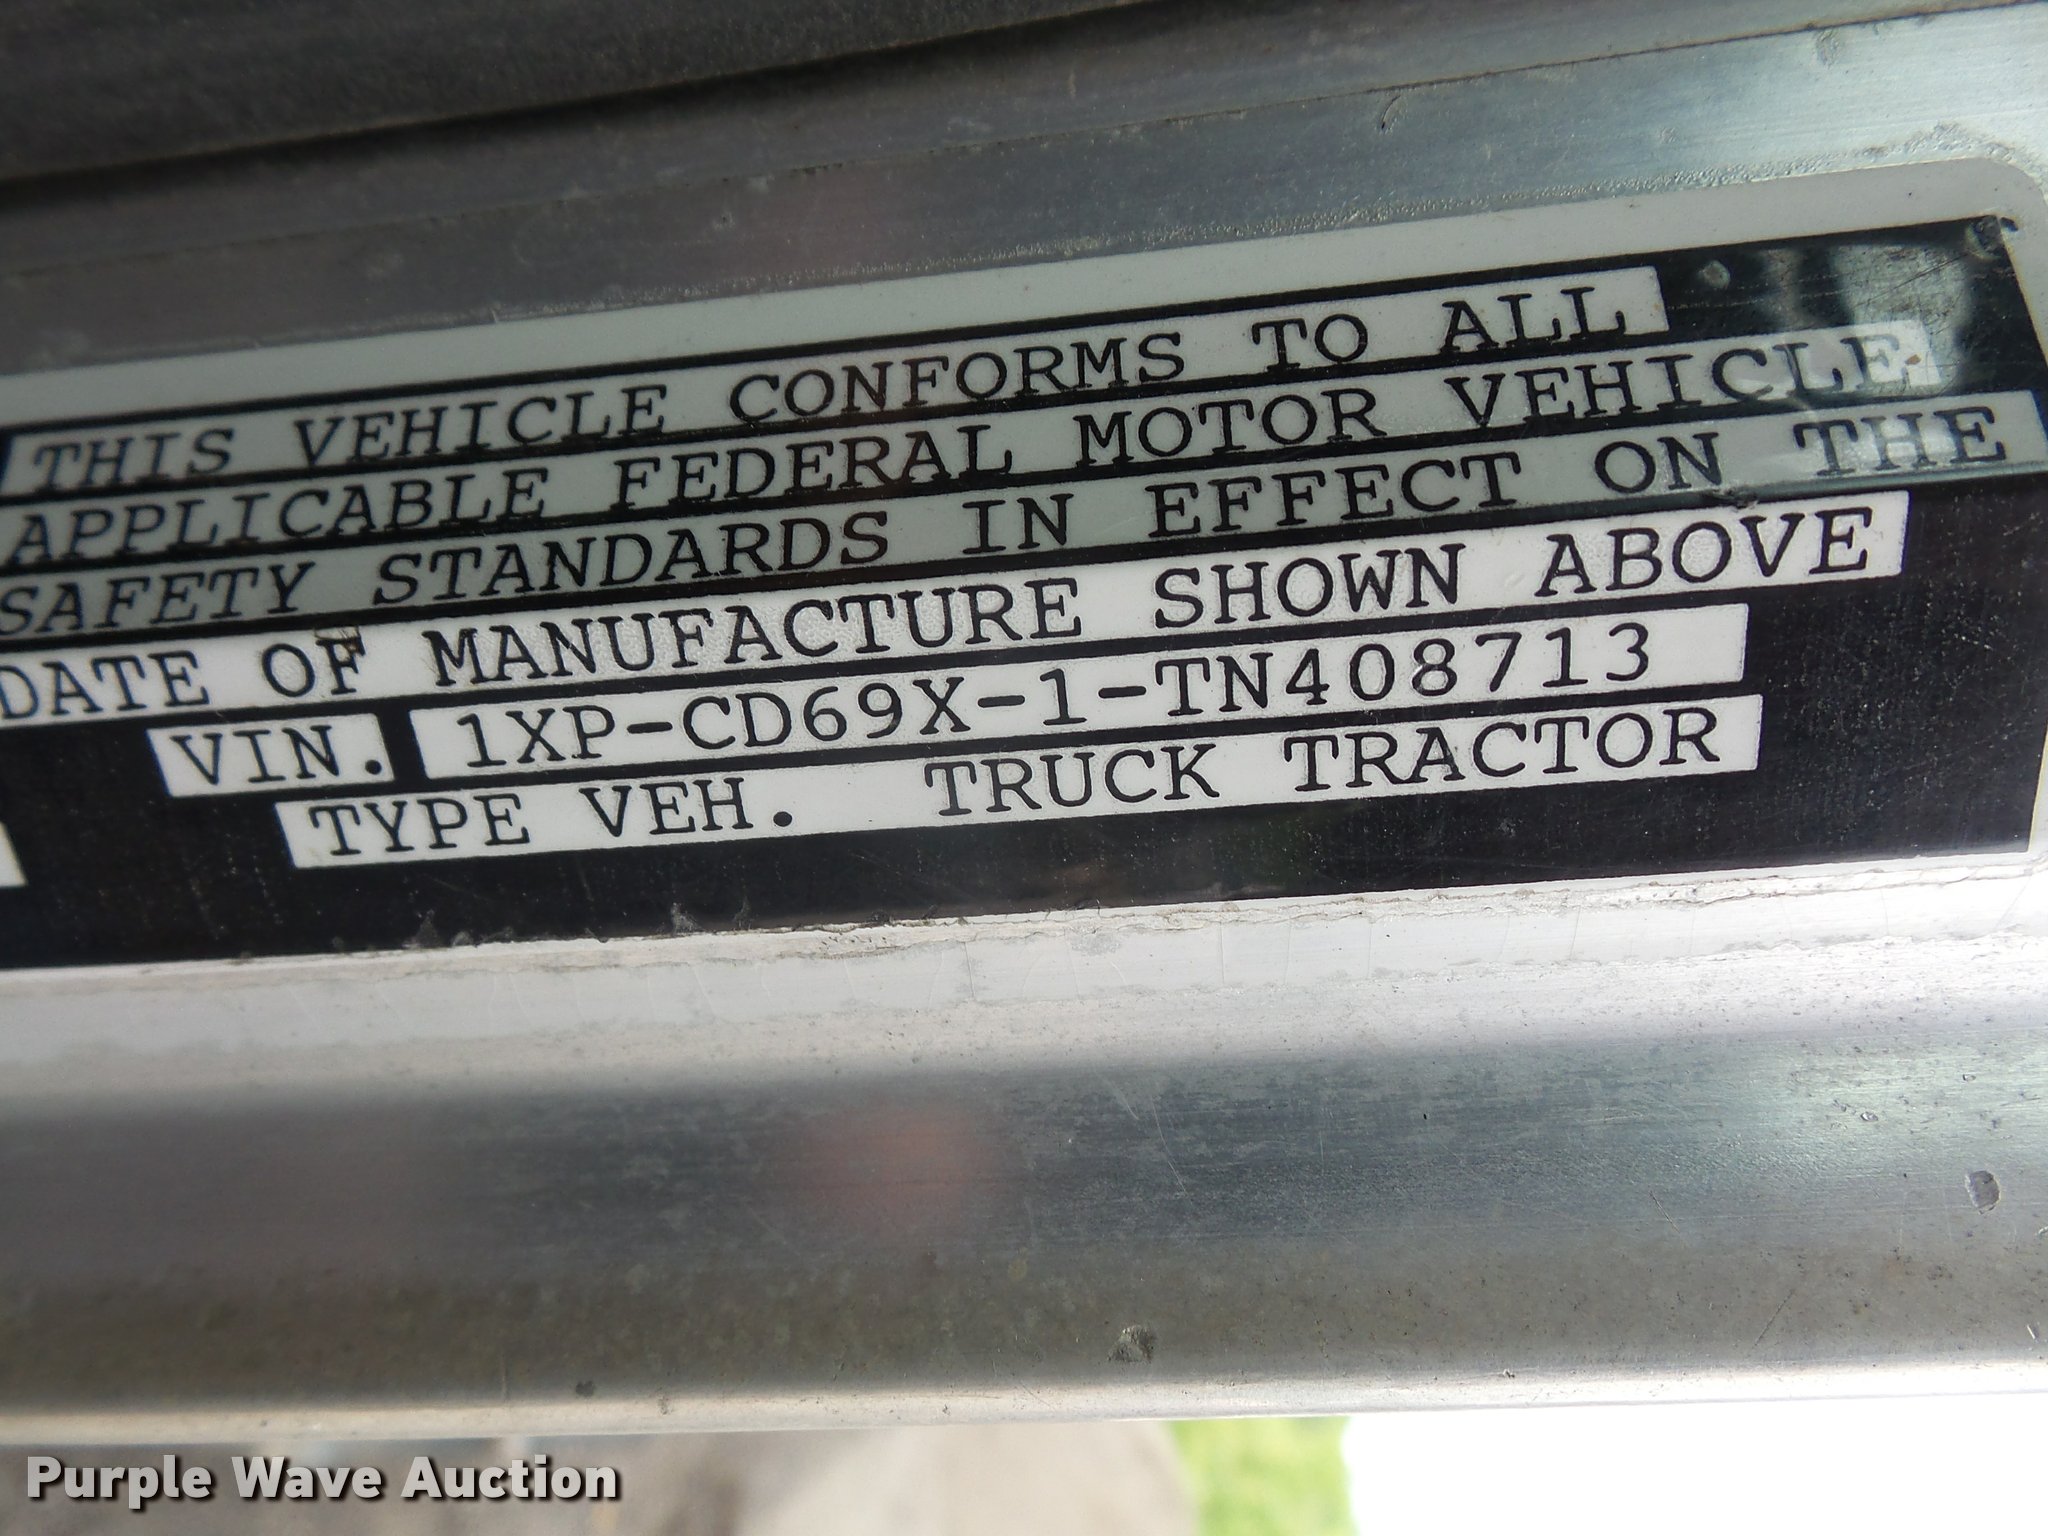 THIS VEHICLE CONFORMS TO ALL
APPLICABLE FEDERAL MOTOR VEHICLE
SAFETY STANDARDS IN EFFECT ON THE
DATE OF MANUFACTURE SHOWN ABOVE
VIN. 1XP-CD69X-1-TN408713
TYPE VEH. TRUCK TRACTOR
Purple Wave Auction